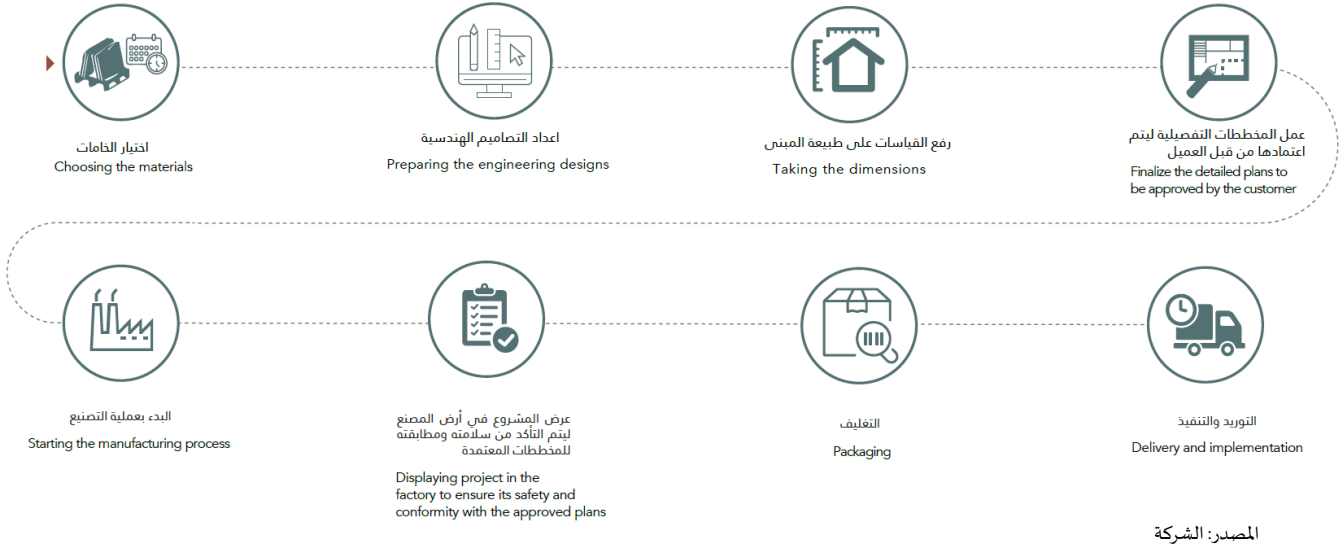 اختيار الخامات
Choosing the materials
اعداد التصاميم الهندسية
Preparing the engineering designs
رفع القياسات على طبيعة المبنى
Taking the dimensions
عمل المخططات التفصيلية ليتم
اعتمادها من قبل العميل
Finalize the detailed plans to
be approved by the customer
البدء بعملية التصنيع
Starting the manufacturing process
عرض المشروع في أرض المصنع
ليتم التأكد من سلامته ومطابقته
للمخططات المعتمدة
Displaying project in the
factory to ensure its safety and
conformity with the approved plans
التغليف
Packaging
التوريد والتنفيذ
Delivery and implementation
المصدر: الشركة